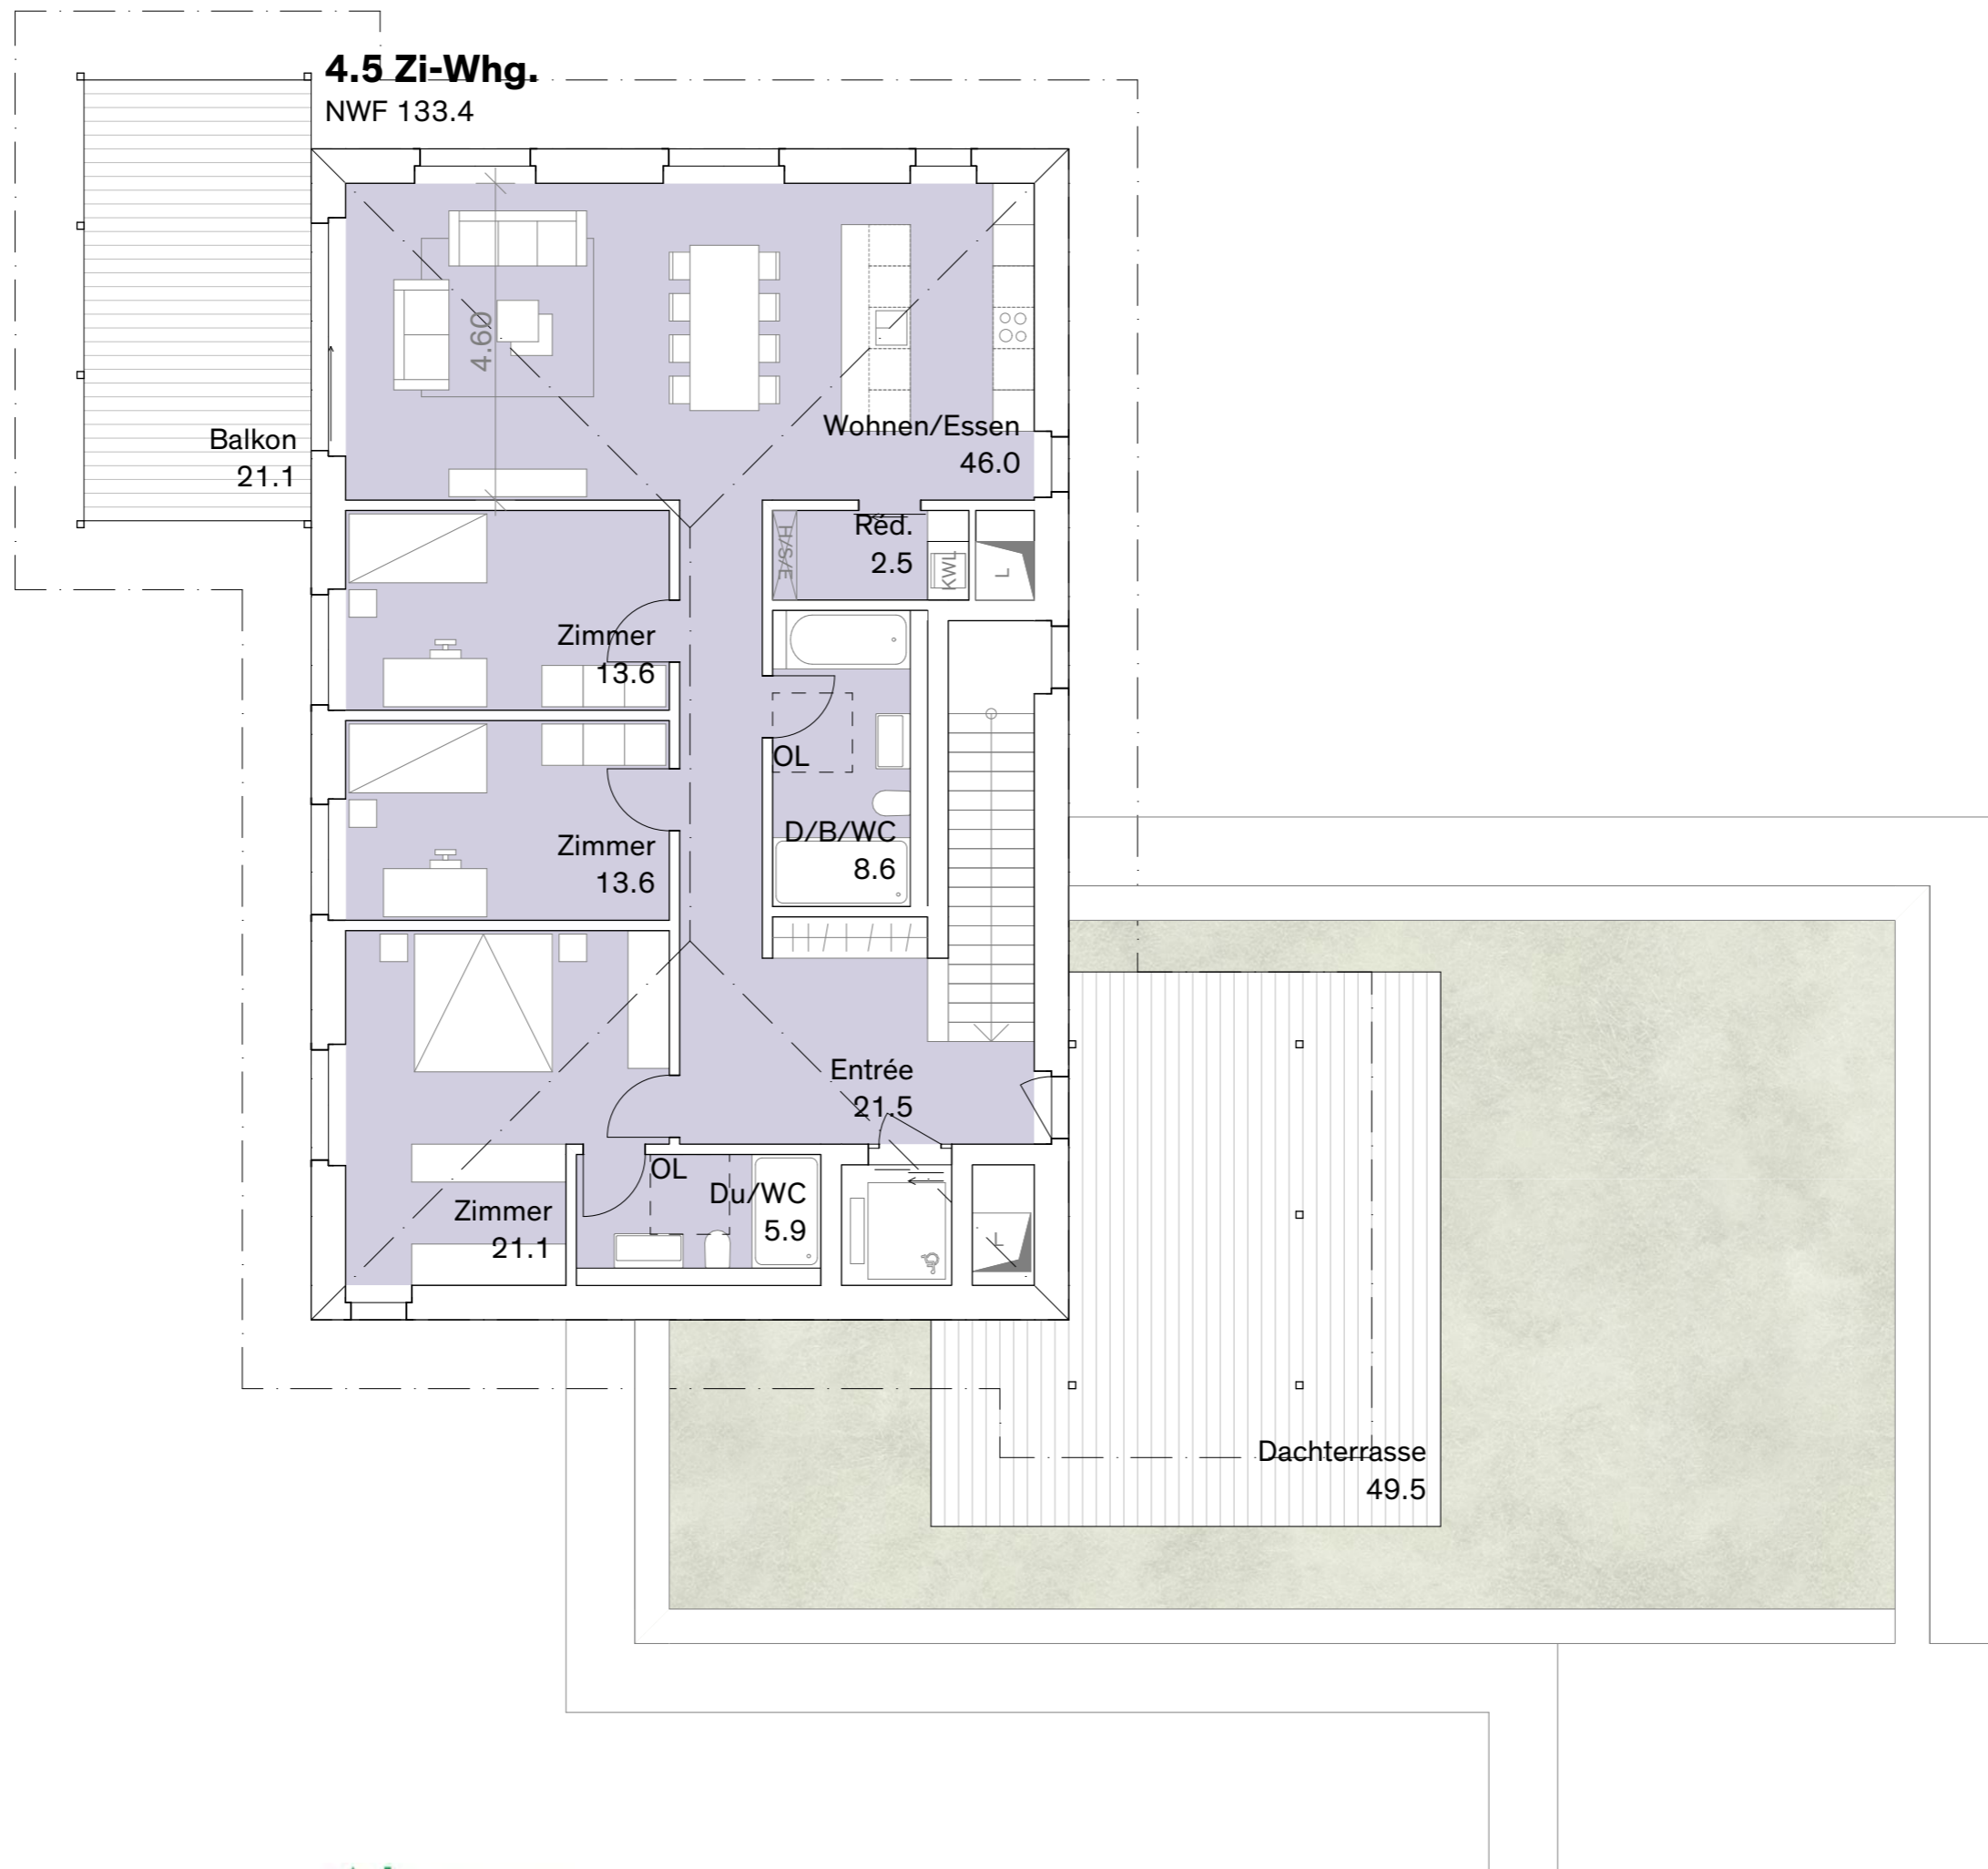 4.5 Zi-Whg.
NWF 133.4
4.60
Balkon
21.1
Wohnen/Essen
46.0
H/S/E
Réd.
2.5
KWL
L
Zimmer
13.6
OL
Zimmer
13.6
D/B/WC
8.6
Entrée
21.5
OL
Du/WC
5.9
Zimmer
21.1
L
Dachterrasse
49.5